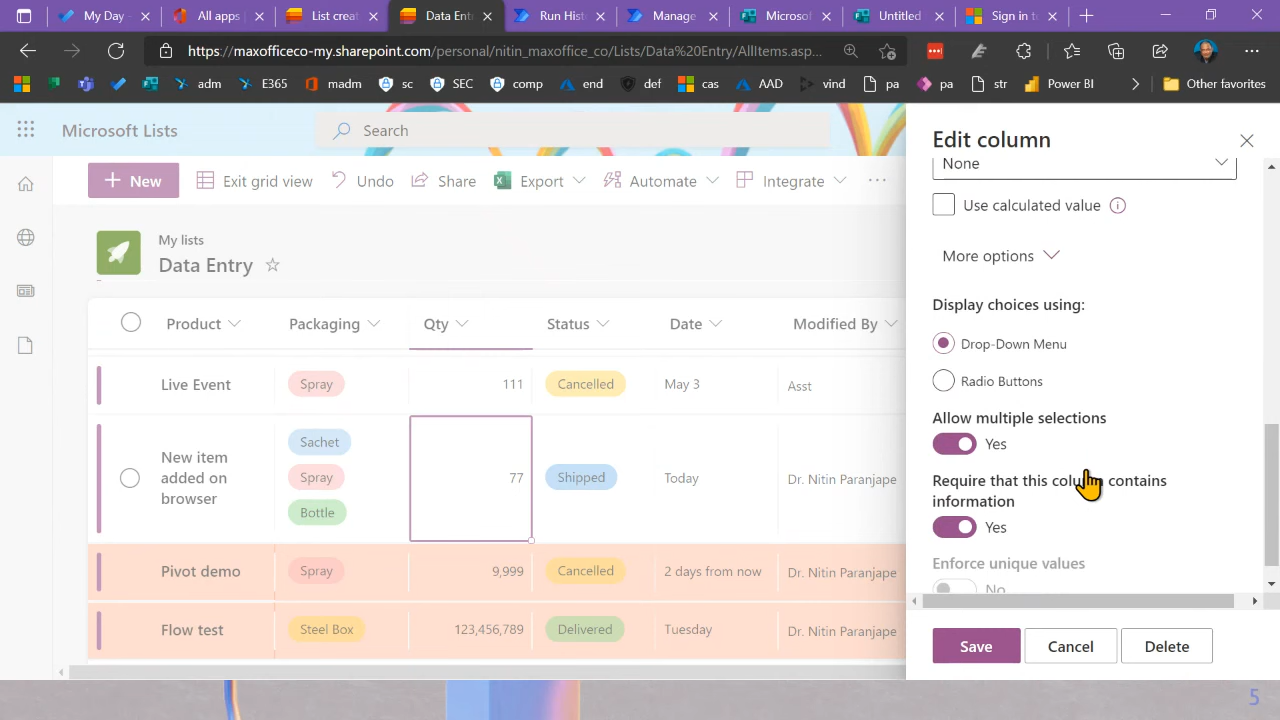 My Day -
All apps
List creat
Data Entr
Run Hist
Manage
Microsof
Untitled
Sign in t
https://maxofficeco-my.sharepoint.com/personal/nitin_maxoffice_co/Lists/Data%20Entry/AllItems.asp...
adm
E365
madm
sc
SEC
comp
end
def
cas
AAD
vind
pa
pa
str
Power BI
Other favorites
Microsoft Lists
Search
New
Exit grid view
Undo
Share
Export
Automate
Integrate
My lists
Data Entry
Product Packaging Qty Status Date Modified By
Live Event Spray 111 Cancelled May 3 Asst
New item
added on
browser
Sachet
Spray
Bottle
77 Shipped Today Dr. Nitin Paranjape
Pivot demo Spray 9,999 Cancelled 2 days from now Dr. Nitin Paranjape
Flow test Steel Box 123,456,789 Delivered Tuesday Dr. Nitin Paranjape
Edit column
None
Use calculated value
More options
Display choices using:
Drop-Down Menu
Radio Buttons
Allow multiple selections
Yes
Require that this column contains
information
Yes
Enforce unique values
No
Save Cancel Delete
5